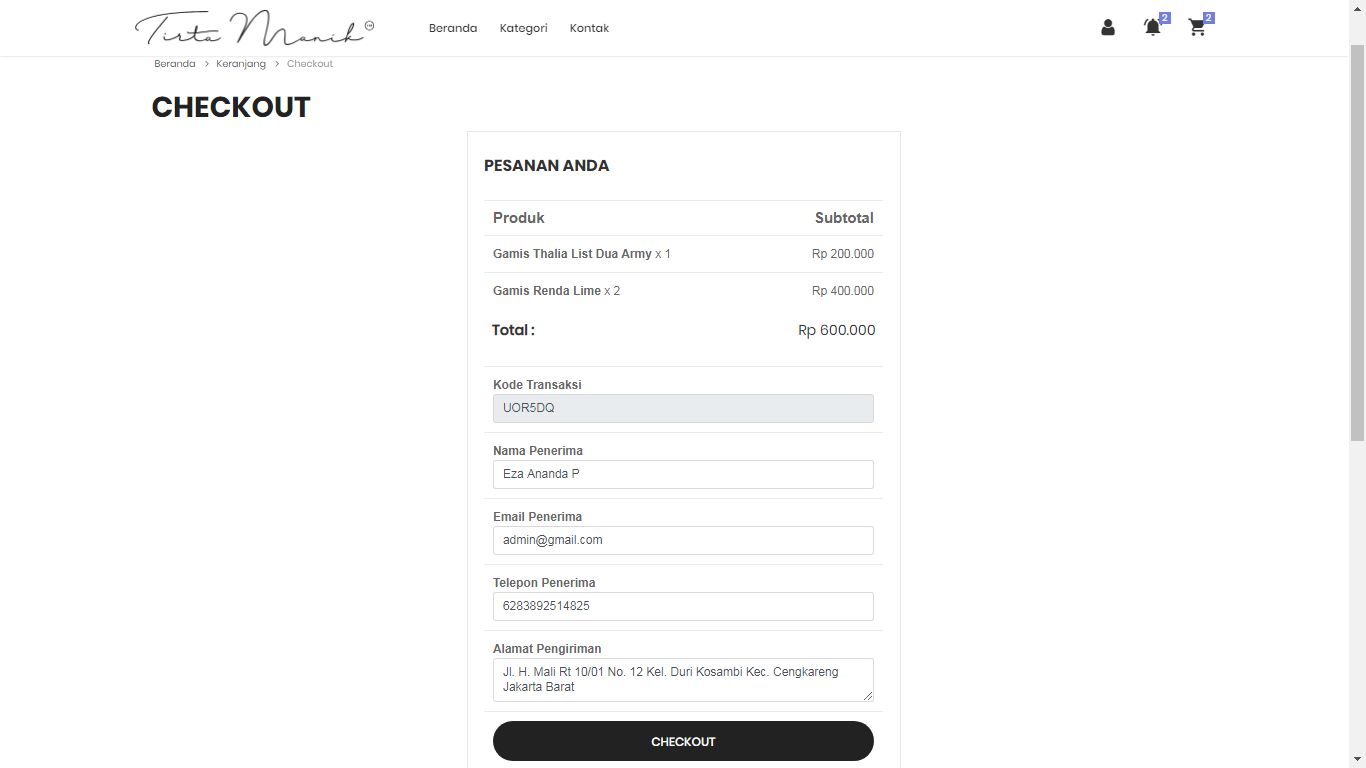 Tirta Manik TM
Beranda Kategori Kontak
2 2
Beranda > Keranjang > Checkout
CHECKOUT
PESANAN ANDA
Produk Subtotal
Gamis Thalia List Dua Army x 1 Rp 200.000
Gamis Renda Lime x 2 Rp 400.000
Total : Rp 600.000
Kode Transaksi
UOR5DQ
Nama Penerima
Eza Ananda P
Email Penerima
admin@gmail.com
Telepon Penerima
6283892514825
Alamat Pengiriman
Jl. H. Mali Rt 10/01 No. 12 Kel. Duri Kosambi Kec. Cengkareng
Jakarta Barat
CHECKOUT